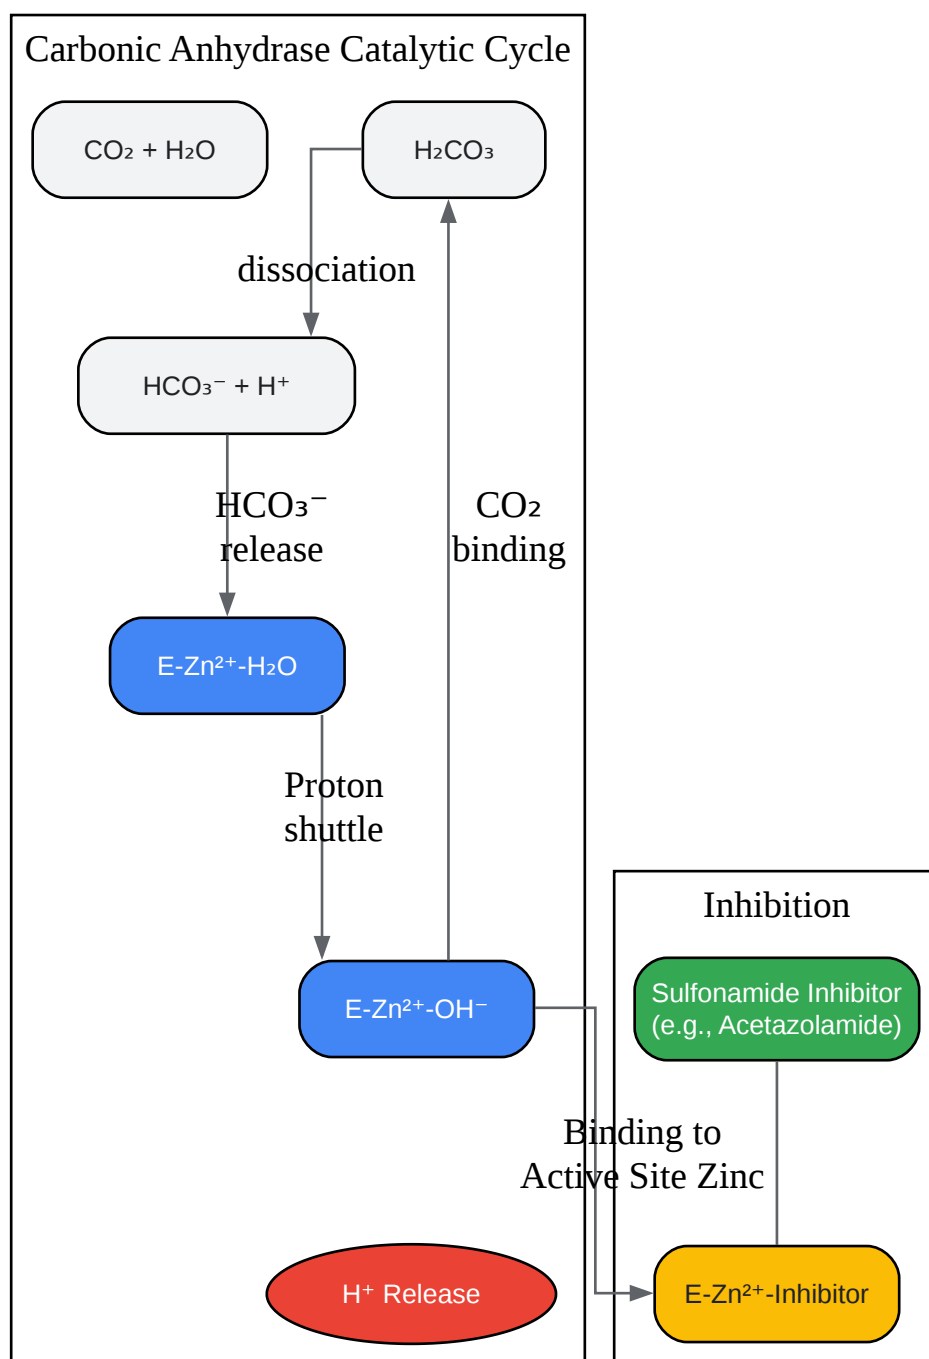 Carbonic Anhydrase Catalytic Cycle
CO₂ + H₂O
H₂CO₃
dissociation
HCO₃⁻ + H⁺
HCO₃⁻
release
CO₂
binding
E-Zn²⁺-H₂O
Proton
shuttle
E-Zn²⁺-OH⁻
Inhibition
Sulfonamide Inhibitor
(e.g., Acetazolamide)
Binding to
Active Site Zinc
H⁺ Release
E-Zn²⁺-Inhibitor